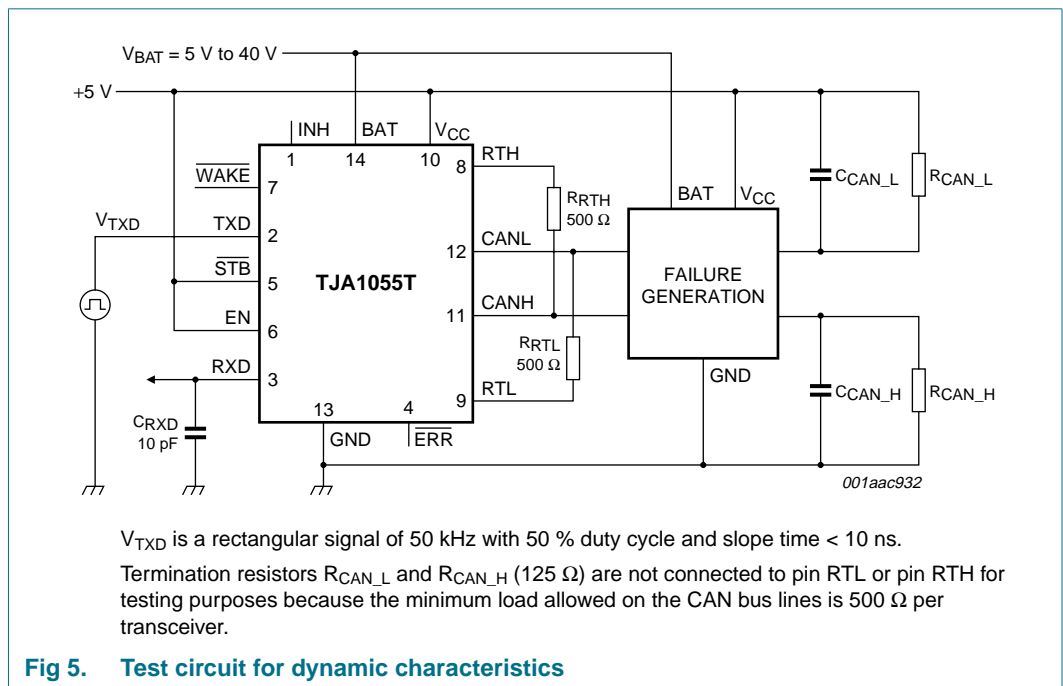 VBAT = 5 V to 40 V
+5 V
INH
BAT
VCC
1
14
10
8
RTH
WAKE
7
RRTH
500 Ω
BAT
VCC
CCAN_L
RCAN_L
VTXD
TXD
2
12
CANL
STB
5
TJA1055T
FAILURE
GENERATION
EN
6
11
CANH
RXD
3
RRTL
500 Ω
GND
CCAN_H
RCAN_H
9
RTL
CRXD
10 pF
13
4
GND
ERR
001aac932
VTXD is a rectangular signal of 50 kHz with 50 % duty cycle and slope time < 10 ns.
Termination resistors RCAN_L and RCAN_H (125 Ω) are not connected to pin RTL or pin RTH for
testing purposes because the minimum load allowed on the CAN bus lines is 500 Ω per
transceiver.
Fig 5. Test circuit for dynamic characteristics